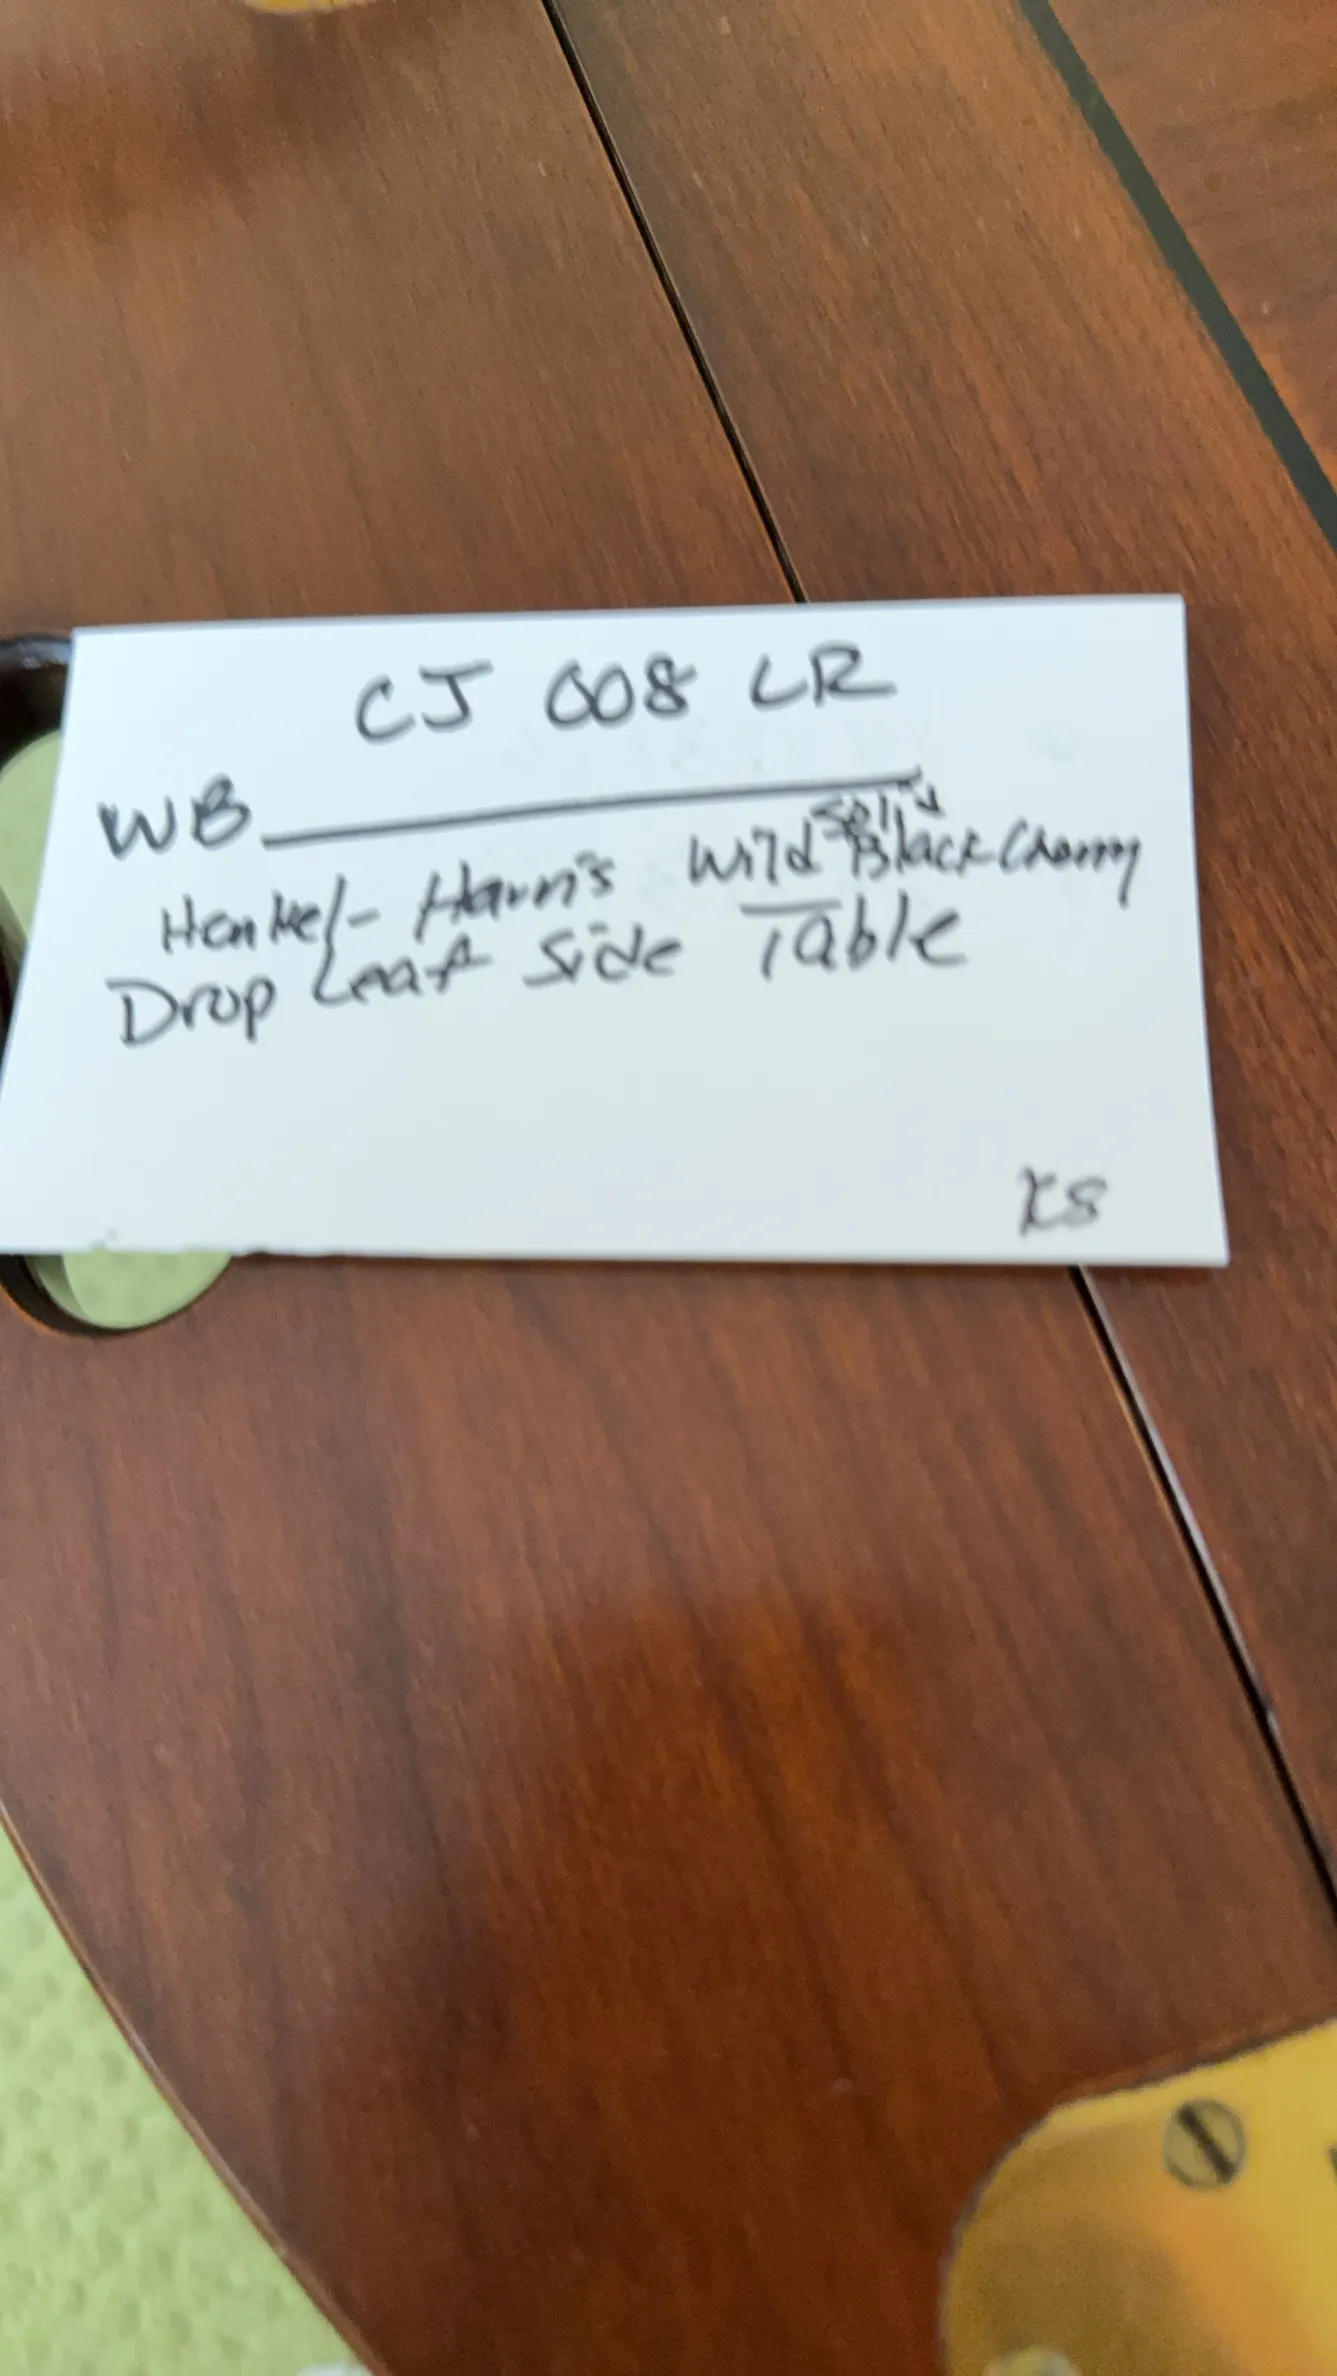 CJ 008 LR
WB
Solid
Henkel-Harris Wild Black Cherry
Drop Leaf Side Table
KS